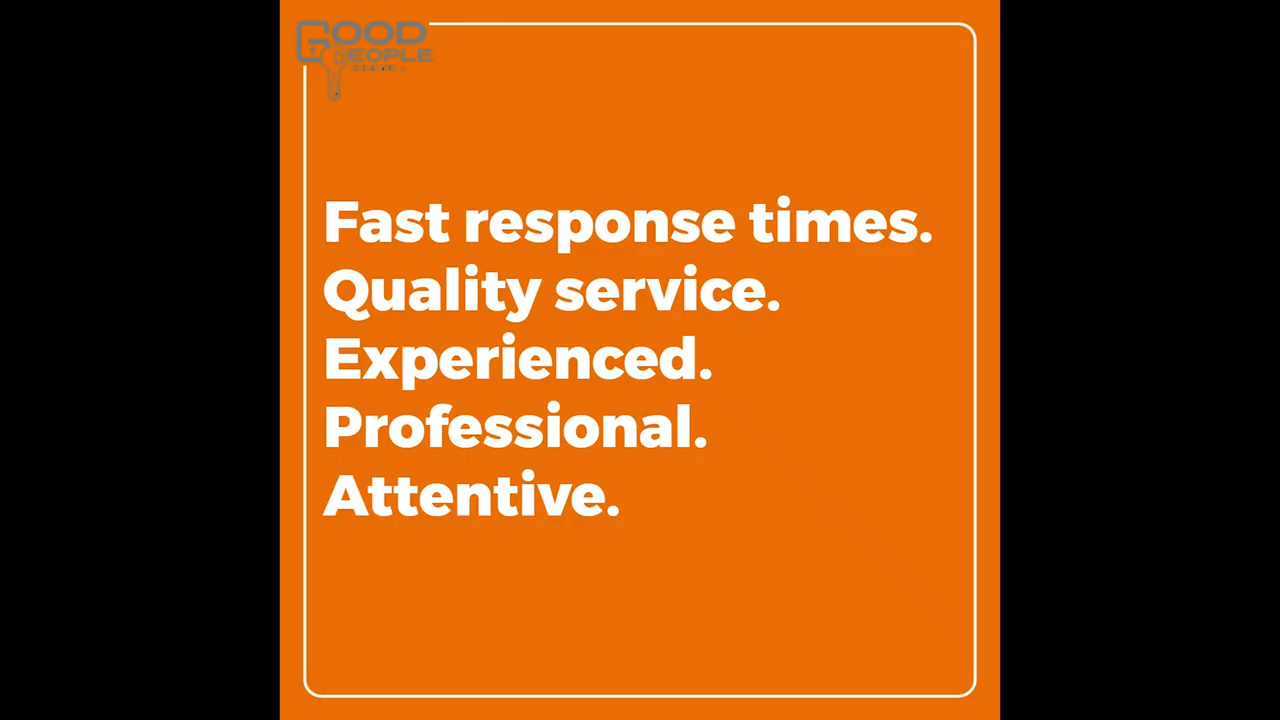 GOOD
PEOPLE
Fast response times.
Quality service.
Experienced.
Professional.
Attentive.